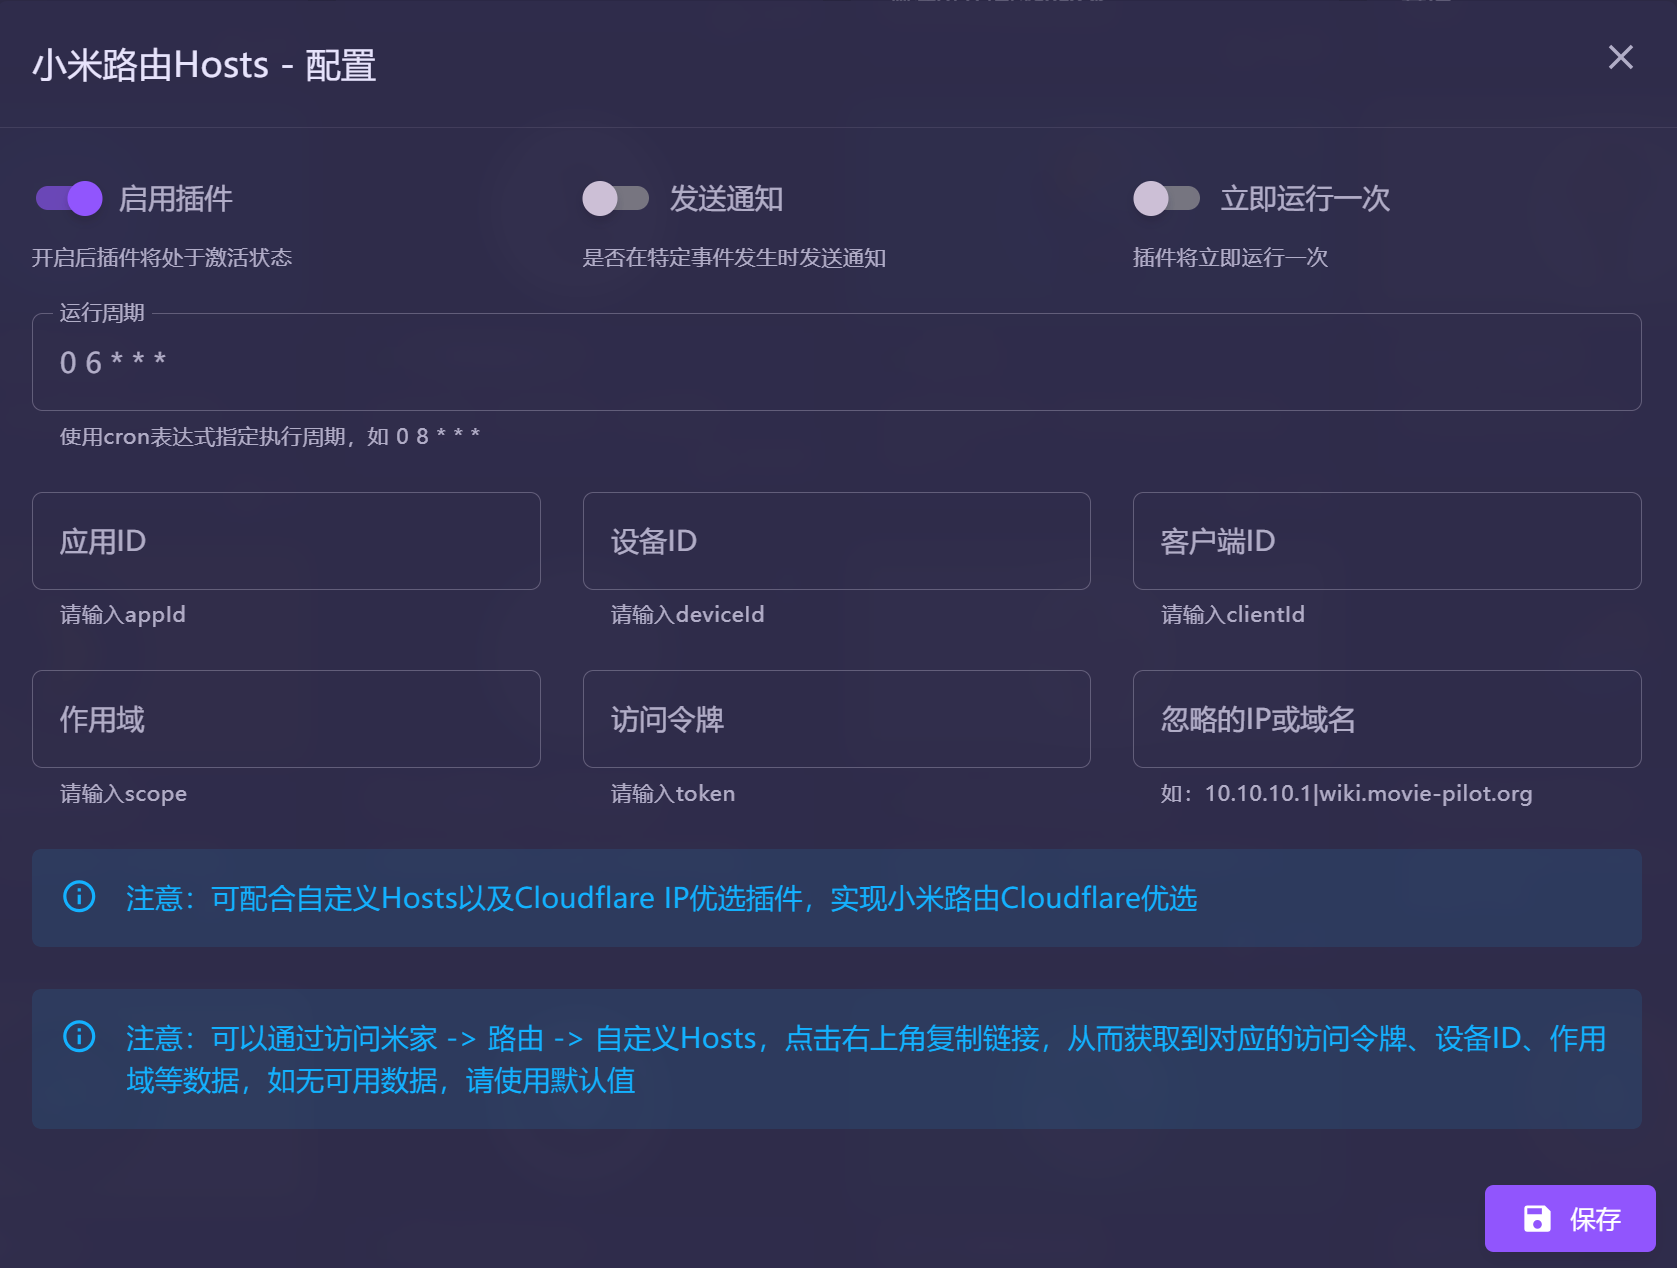 小米路由Hosts - 配置
启用插件
发送通知
立即运行一次
开启后插件将处于激活状态
是否在特定事件发生时发送通知
插件将立即运行一次
运行周期
0 6 * * *
使用cron表达式指定执行周期，如 0 8 * * *
应用ID
设备ID
客户端ID
请输入appId
请输入deviceId
请输入clientId
作用域
访问令牌
忽略的IP或域名
请输入scope
请输入token
如：10.10.10.1|wiki.movie-pilot.org
注意：可配合自定义Hosts以及Cloudflare IP优选插件，实现小米路由Cloudflare优选
注意：可以通过访问米家 -> 路由 -> 自定义Hosts，点击右上角复制链接，从而获取到对应的访问令牌、设备ID、作用
域等数据，如无可用数据，请使用默认值
保存